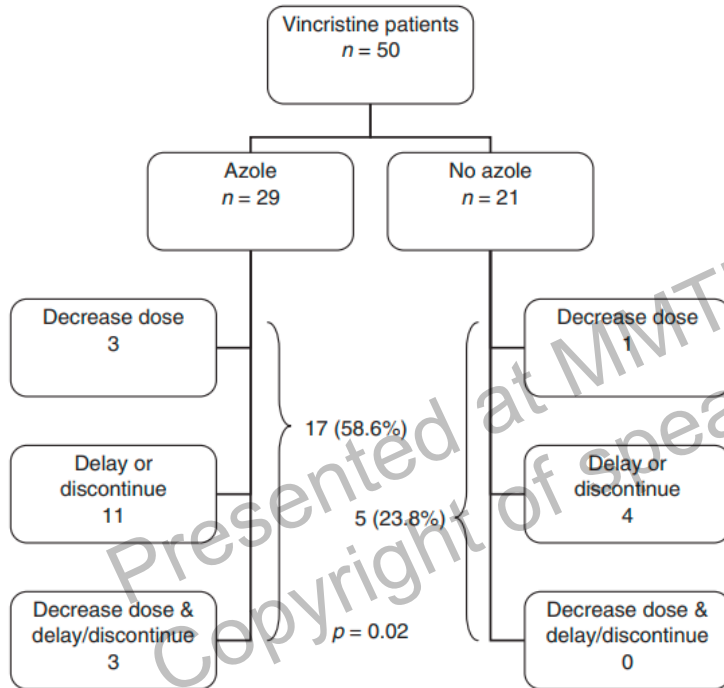 Vincristine patients
n = 50
Azole
n = 29
No azole
n = 21
Decrease dose
3
Decrease dose
1
17 (58.6%)
Delay or
discontinue
11
5 (23.8%)
Delay or
discontinue
4
Decrease dose &
delay/discontinue
3
p = 0.02
Decrease dose &
delay/discontinue
0
Presented at MMT
Copyright of spea